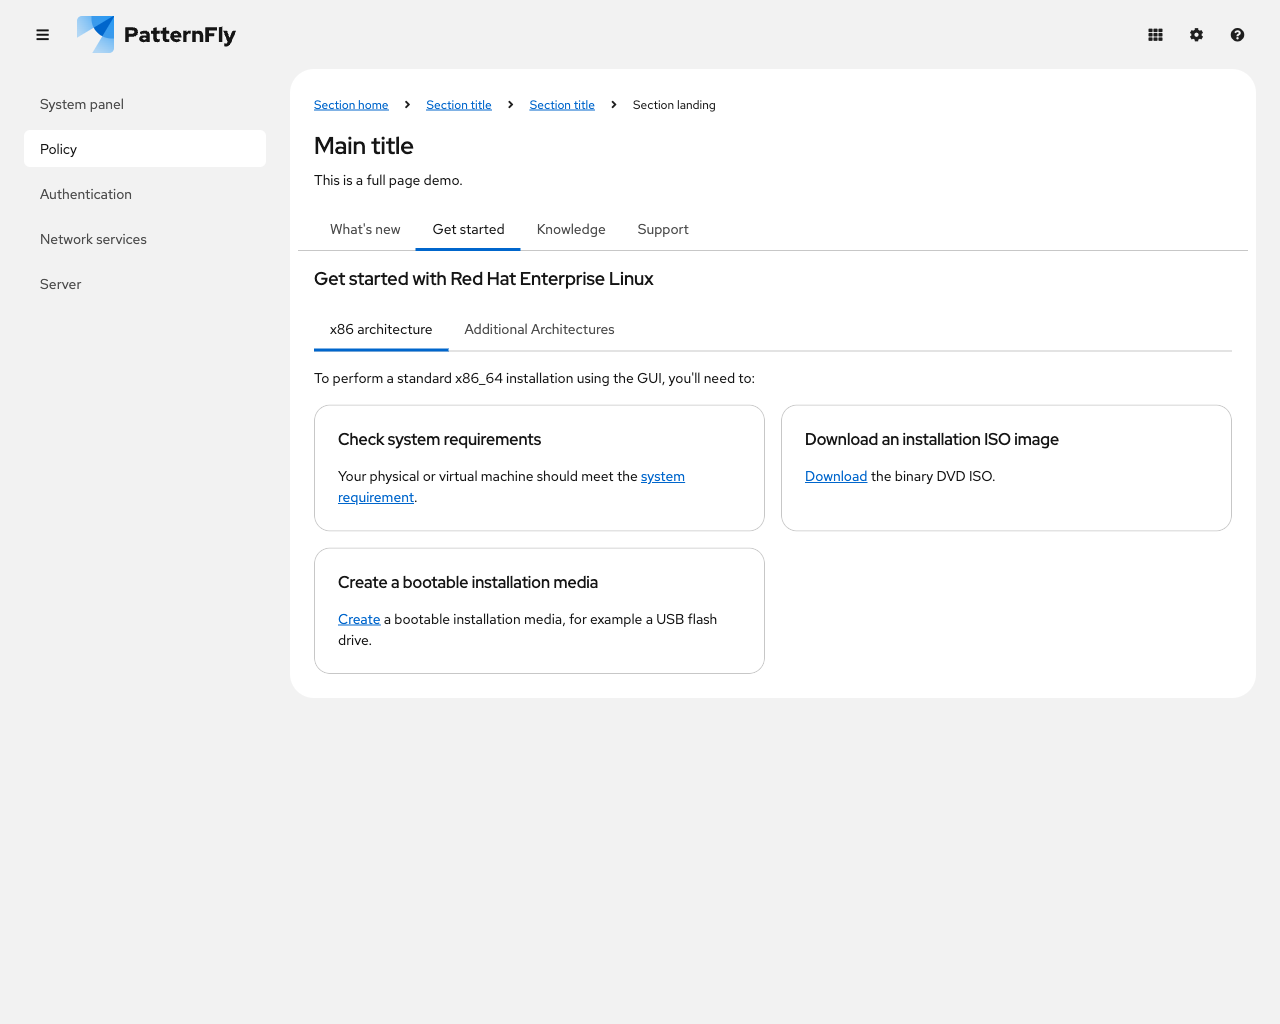 PatternFly
System panel
Policy
Authentication
Network services
Server
Section home
Section title
Section title
Section landing
Main title
This is a full page demo.
What's new
Get started
Knowledge
Support
Get started with Red Hat Enterprise Linux
x86 architecture
Additional Architectures
To perform a standard x86_64 installation using the GUI, you'll need to:
Check system requirements
Your physical or virtual machine should meet the system
requirement.
Download an installation ISO image
Download the binary DVD ISO.
Create a bootable installation media
Create a bootable installation media, for example a USB flash
drive.